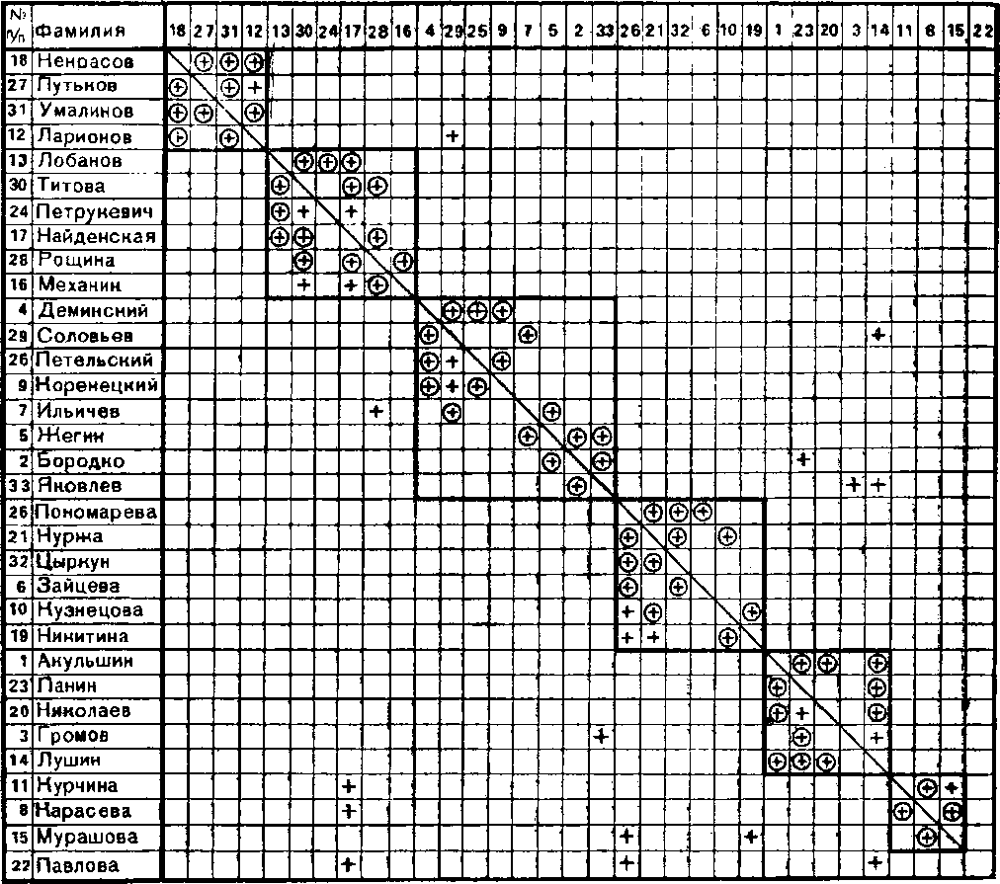 № п/п Фамилия 18 27 31 12 13 30 24 17 28 16 4 29 25 9 7 5 2 33 26 21 32 6 10 19 1 23 20 3 14 11 8 15 22
18 Некрасов ⊕ ⊕ ⊕
27 Путьков ⊕ ⊕ +
31 Умалинов ⊕ ⊕ ⊕
12 Ларионов ⊕ ⊕ +
13 Лобанов ⊕ ⊕ ⊕
30 Титова ⊕ ⊕ ⊕
24 Петрукевич ⊕ + +
17 Найденская ⊕ ⊕ ⊕
28 Рощина ⊕ ⊕ ⊕
16 Механик + + ⊕
4 Деминский ⊕ ⊕ ⊕
29 Соловьев ⊕ ⊕ +
26 Петельский ⊕ + ⊕
9 Коренецкий ⊕ + ⊕
7 Ильичев + ⊕ ⊕
5 Жегин ⊕ ⊕ ⊕
2 Бородко ⊕ ⊕ +
33 Яковлев ⊕ + +
26 Пономарева ⊕ ⊕ ⊕
21 Нуржа ⊕ ⊕ ⊕
32 Цыркун ⊕ ⊕
6 Зайцева ⊕ ⊕
10 Кузнецова + ⊕ ⊕
19 Никитина + + ⊕
1 Акульшин ⊕ ⊕ ⊕
23 Панин ⊕ ⊕
20 Николаев ⊕ + ⊕
3 Громов + ⊕ +
14 Лушин ⊕ ⊕ ⊕
11 Курчина + ⊕ +
8 Карасева + ⊕ ⊕
15 Мурашова + + ⊕
22 Павлова + + +